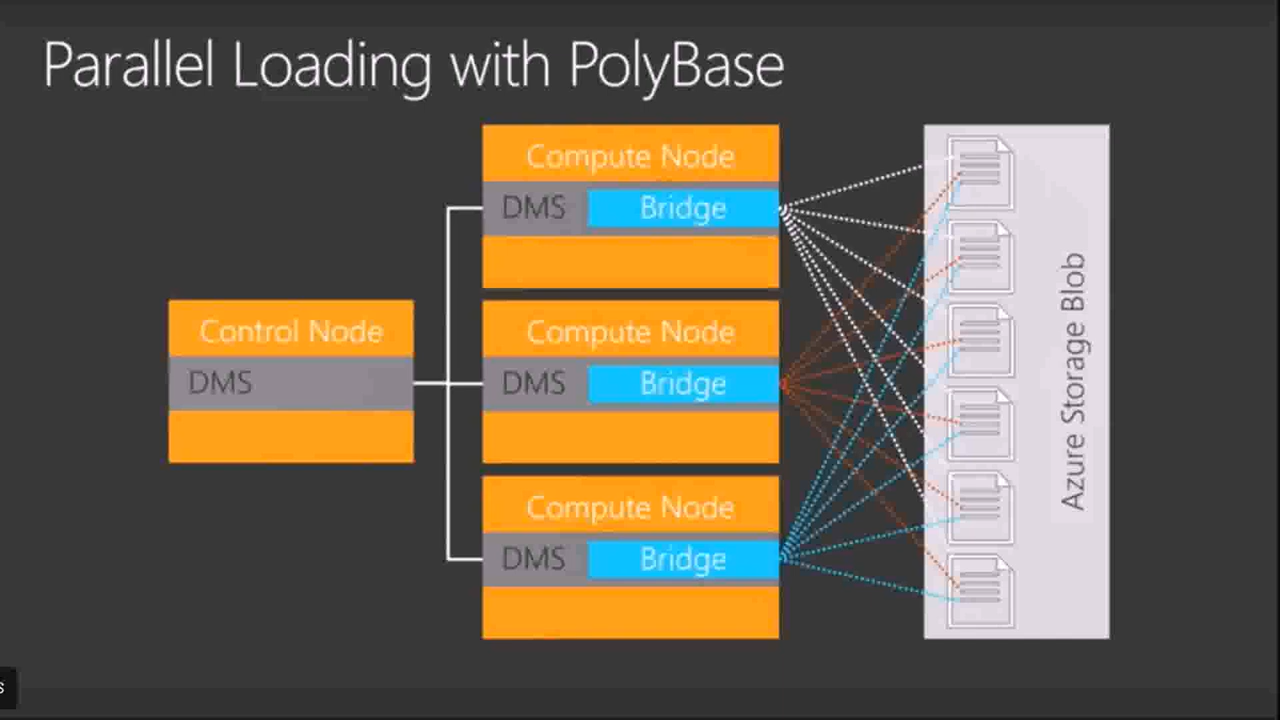 Parallel Loading with PolyBase
Compute Node
DMS Bridge
Control Node
DMS
Compute Node
DMS Bridge
Compute Node
DMS Bridge
Azure Storage Blob
s